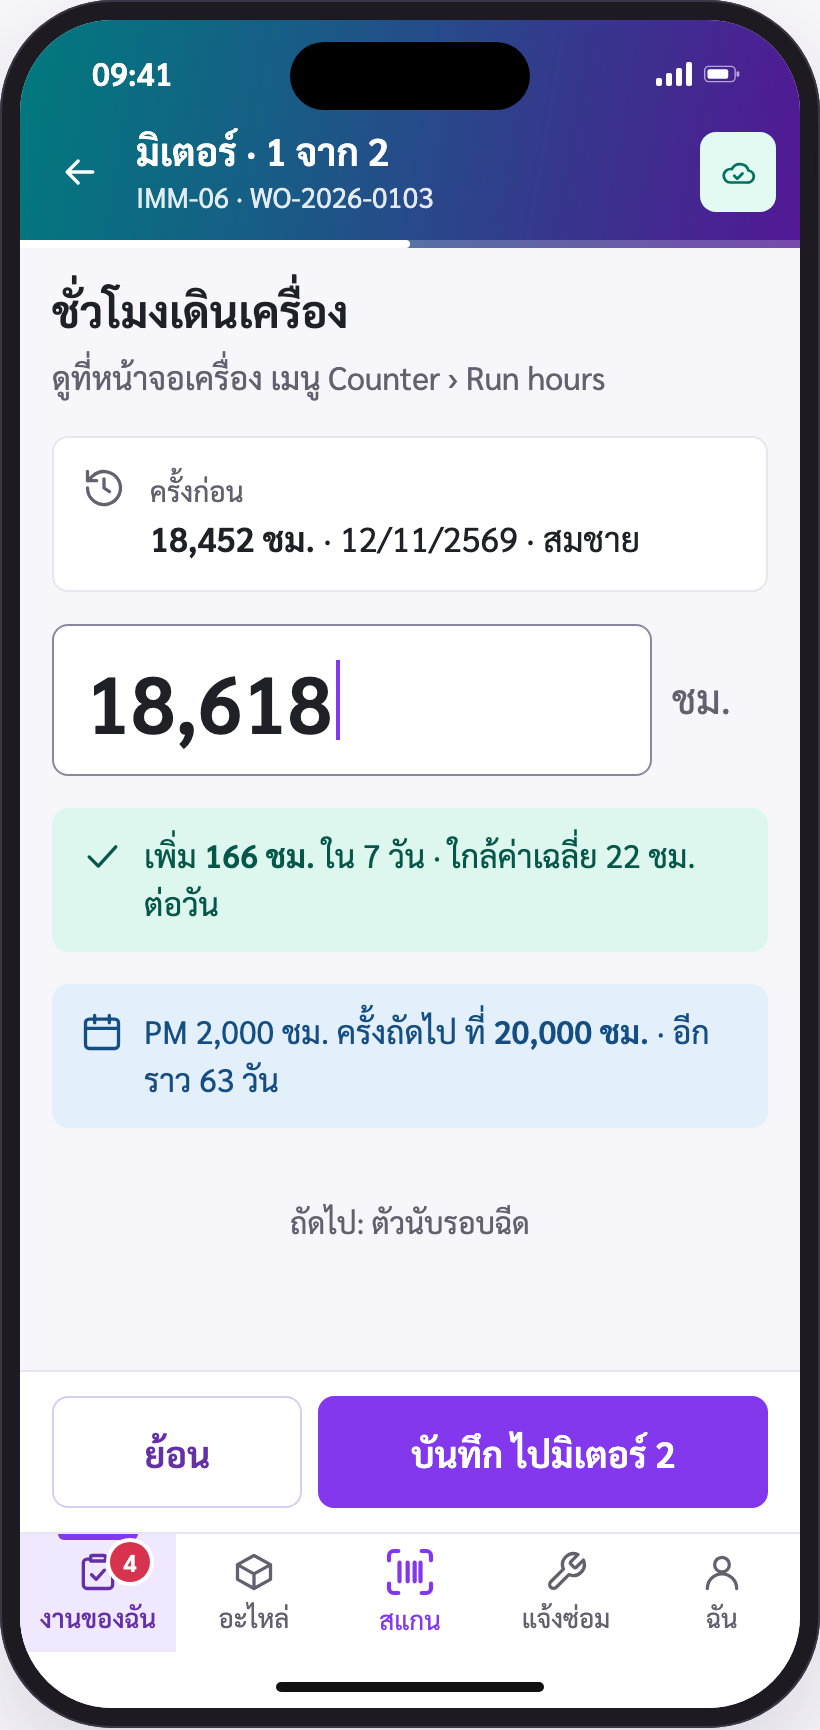 09:41
มิเตอร์ · 1 จาก 2
IMM-06 · WO-2026-0103
ชั่วโมงเดินเครื่อง
ดูที่หน้าจอเครื่อง เมนู Counter › Run hours
ครั้งก่อน
18,452 ชม. · 12/11/2569 · สมชาย
18,618
ชม.
เพิ่ม 166 ชม. ใน 7 วัน · ใกล้ค่าเฉลี่ย 22 ชม.
ต่อวัน
PM 2,000 ชม. ครั้งถัดไป ที่ 20,000 ชม. · อีก
ราว 63 วัน
ถัดไป: ตัวนับรอบฉีด
ย้อน
บันทึก ไปมิเตอร์ 2
4
งานของฉัน
อะไหล่
สแกน
แจ้งซ่อม
ฉัน